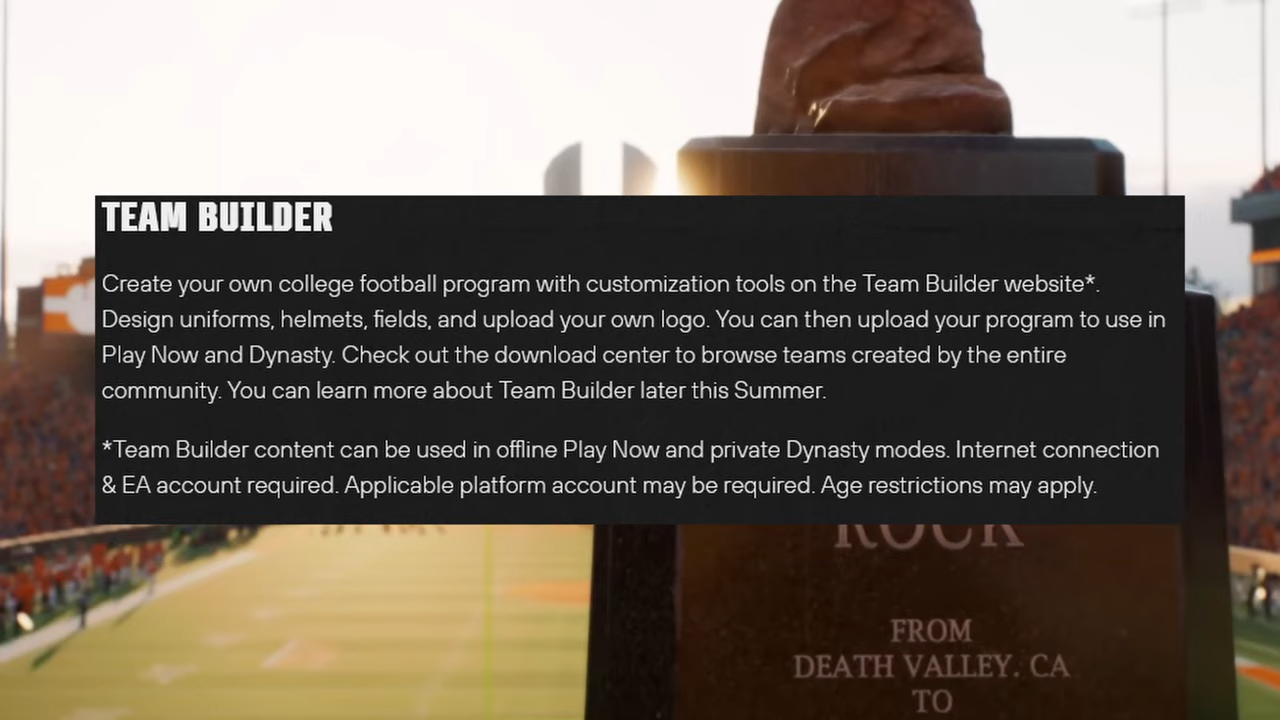 TEAM BUILDER
Create your own college football program with customization tools on the Team Builder website*.
Design uniforms, helmets, fields, and upload your own logo. You can then upload your program to use in
Play Now and Dynasty. Check out the download center to browse teams created by the entire
community. You can learn more about Team Builder later this Summer.
*Team Builder content can be used in offline Play Now and private Dynasty modes. Internet connection
& EA account required. Applicable platform account may be required. Age restrictions may apply.
ROCK
FROM
DEATH VALLEY. CA
TO